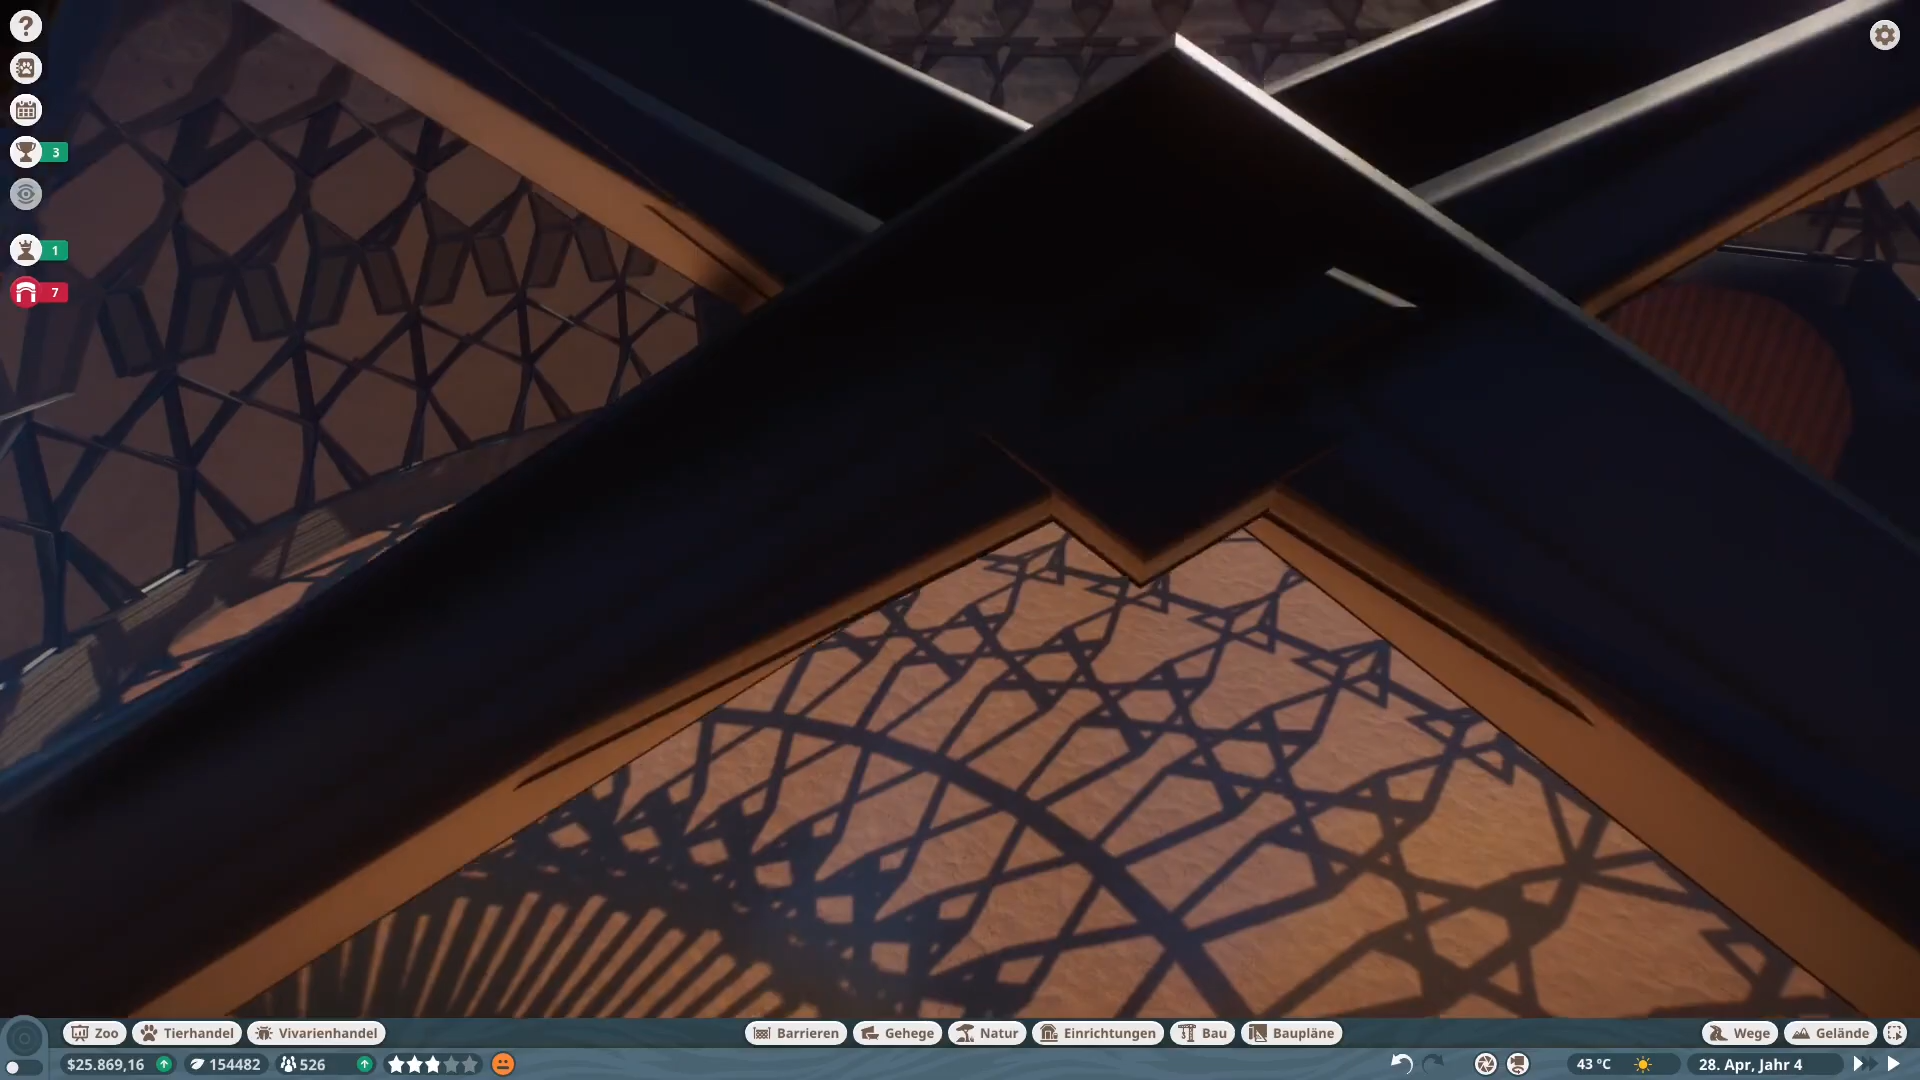 ?
3
1
7
Zoo
Tierhandel
Vivarienhandel
Barrieren
Gehege
Natur
Einrichtungen
Bau
Baupläne
Wege
Gelände
$25.869,16
154482
526
43 °C
28. Apr, Jahr 4